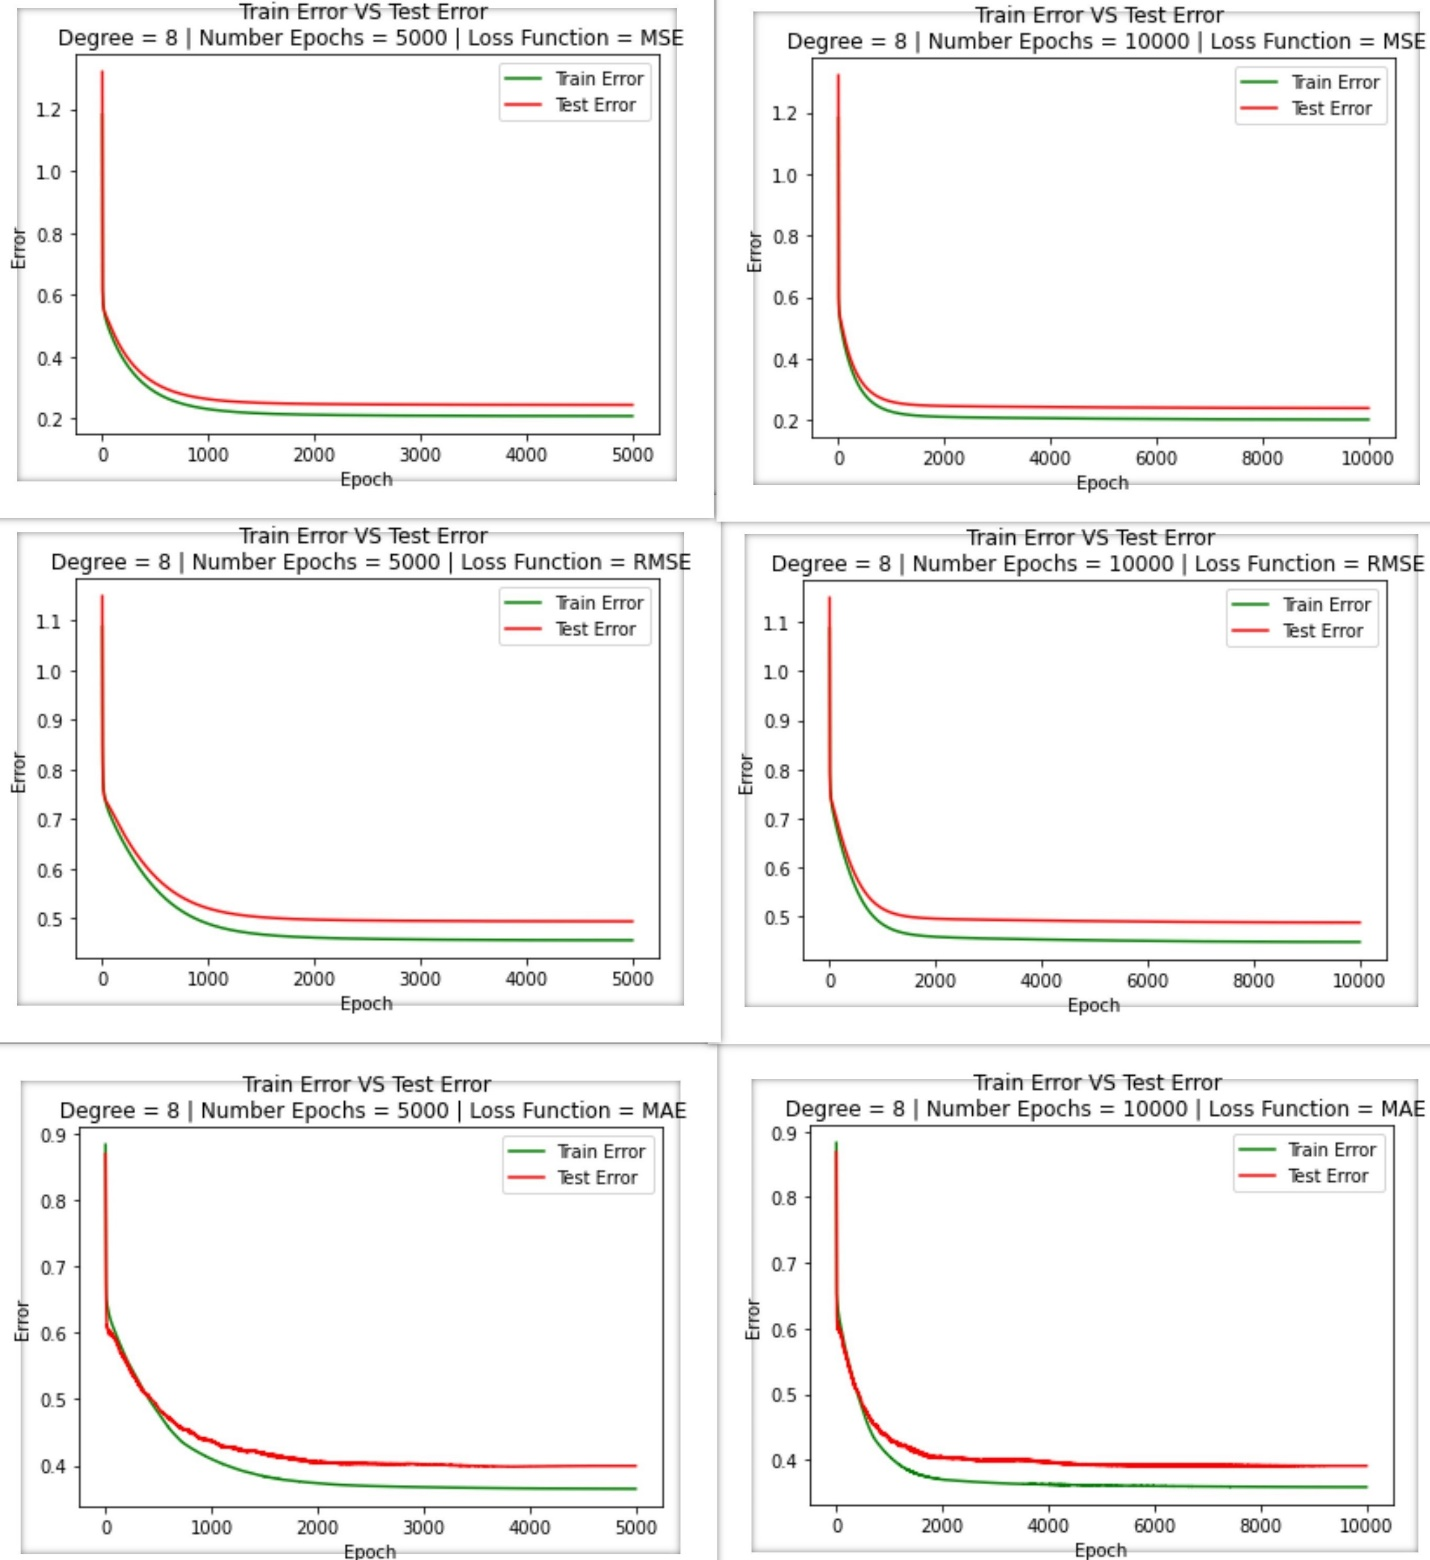 Train Error VS Test Error
Degree = 8 | Number Epochs = 5000 | Loss Function = MSE
Train Error
Test Error
1.2
1.0
0.8
0.6
0.4
0.2
Error
0 1000 2000 3000 4000 5000
Epoch
Train Error VS Test Error
Degree = 8 | Number Epochs = 10000 | Loss Function = MSE
Train Error
Test Error
1.2
1.0
0.8
0.6
0.4
0.2
Error
0 2000 4000 6000 8000 10000
Epoch
Train Error VS Test Error
Degree = 8 | Number Epochs = 5000 | Loss Function = RMSE
Train Error
Test Error
1.1
1.0
0.9
0.8
0.7
0.6
0.5
Error
0 1000 2000 3000 4000 5000
Epoch
Train Error VS Test Error
Degree = 8 | Number Epochs = 10000 | Loss Function = RMSE
Train Error
Test Error
1.1
1.0
0.9
0.8
0.7
0.6
0.5
Error
0 2000 4000 6000 8000 10000
Epoch
Train Error VS Test Error
Degree = 8 | Number Epochs = 5000 | Loss Function = MAE
Train Error
Test Error
0.9
0.8
0.7
0.6
0.5
0.4
Error
0 1000 2000 3000 4000 5000
Epoch
Train Error VS Test Error
Degree = 8 | Number Epochs = 10000 | Loss Function = MAE
Train Error
Test Error
0.9
0.8
0.7
0.6
0.5
0.4
Error
0 2000 4000 6000 8000 10000
Epoch